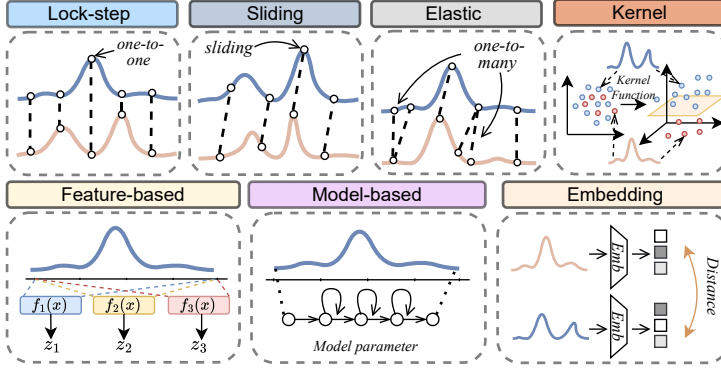 Lock-step
Sliding
Elastic
Kernel
one-to-
one
sliding
one-to-
many
Kernel
Function
Feature-based
Model-based
Embedding
f₁(x)
f₂(x)
f₃(x)
z₁
z₂
z₃
Model parameter
Emb
Emb
Distance